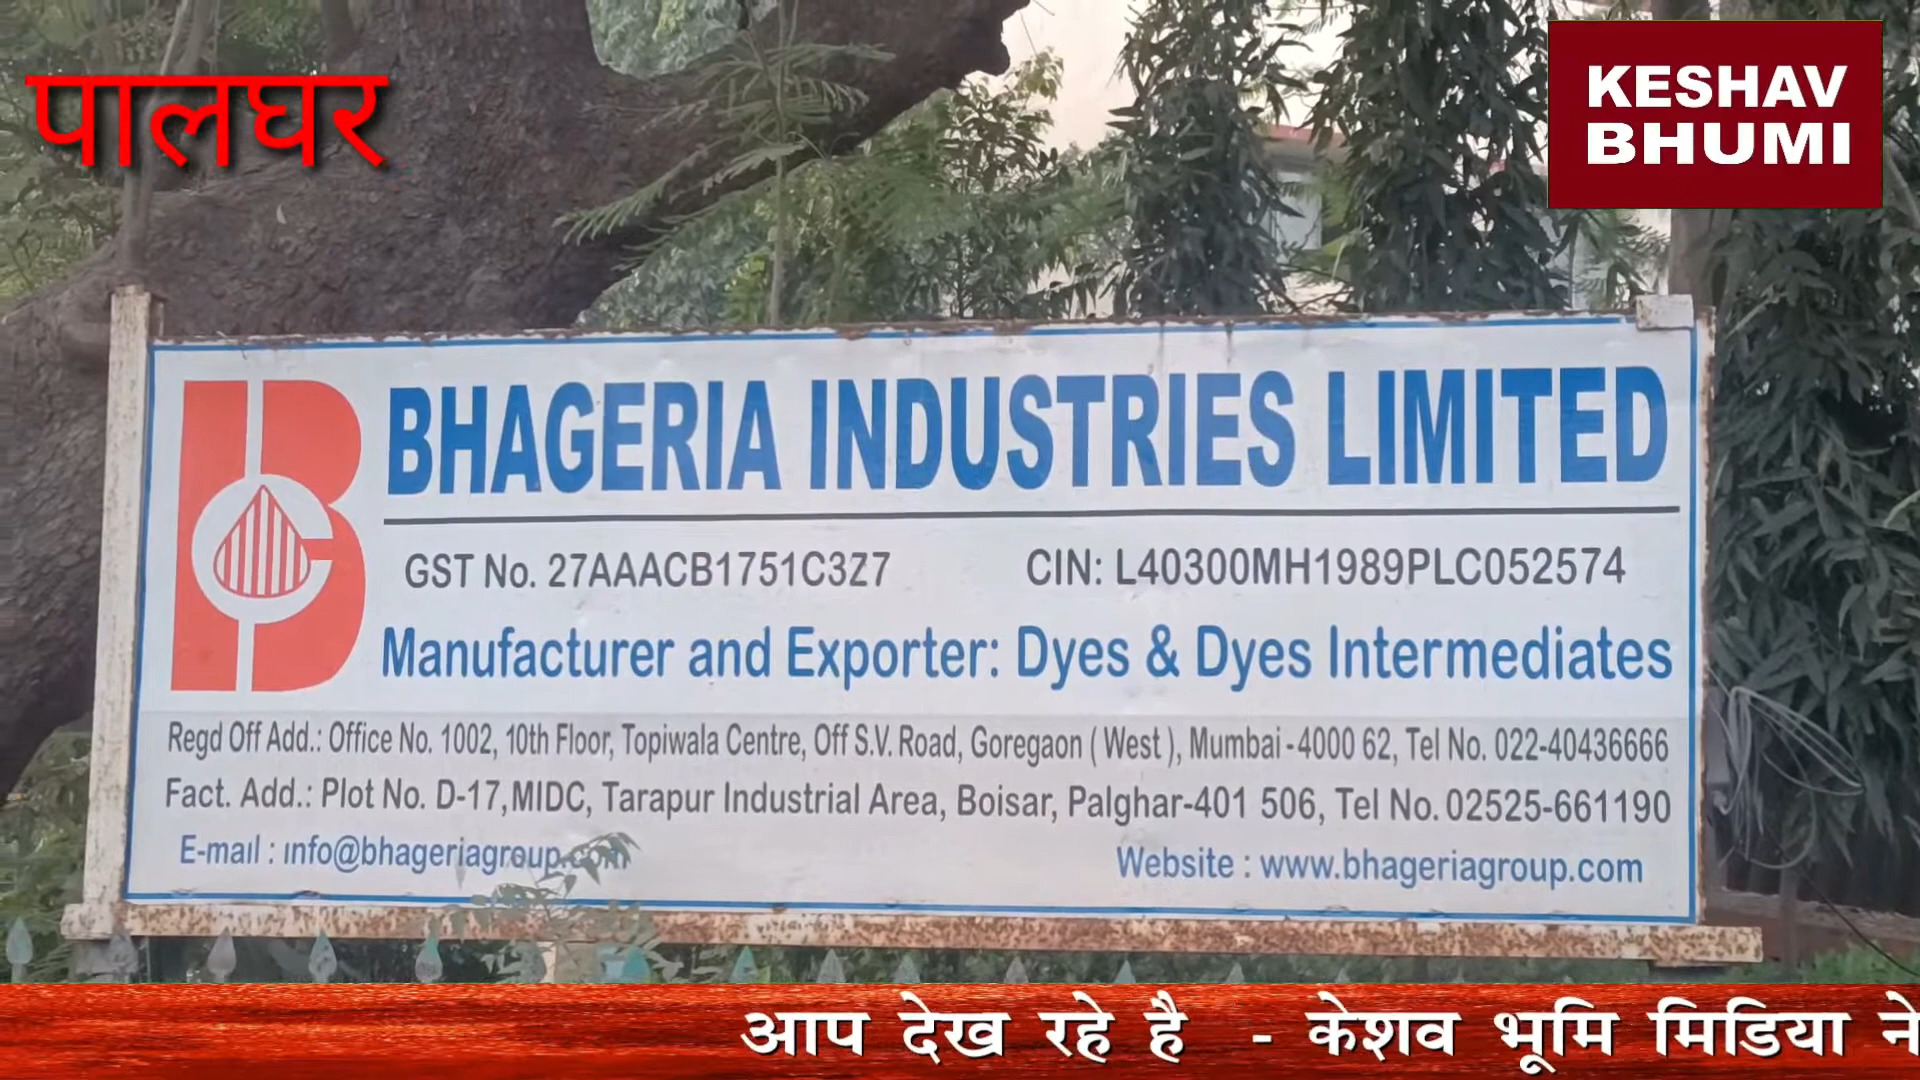 पालघर
KESHAV
BHUMI
BHAGERIA INDUSTRIES LIMITED
GST No. 27AAACB1751C3Z7 CIN: L40300MH1989PLC052574
Manufacturer and Exporter: Dyes & Dyes Intermediates
Regd Off Add.: Office No. 1002, 10th Floor, Topiwala Centre, Off S.V. Road, Goregaon ( West ), Mumbai - 4000 62, Tel No. 022-40436666
Fact. Add.: Plot No. D-17, MIDC, Tarapur Industrial Area, Boisar, Palghar-401 506, Tel No. 02525-661190
E-mail : info@bhageriagroup.com Website : www.bhageriagroup.com
आप देख रहे है - केशव भूमि मिडिया ने